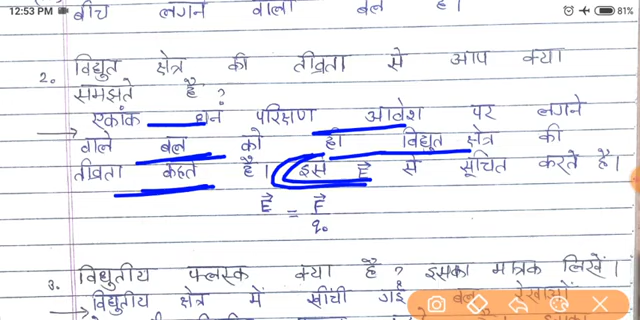 12:53 PM 81%
बीच लगने वाला बल है।
2. विद्युत क्षेत्र की तीव्रता से आप क्या
समझते हैं?
→ एकांक धनं परिक्षण आवेश पर लगने
वाले बल को ही विद्युत क्षेत्र की
तीव्रता कहते हैं। इसे E⃗ से सूचित करते हैं।
E⃗ = F⃗
q₀
3. विद्युतीय फ्लस्क क्या है? इसका मात्रक लिखें।
→ विद्युतीय क्षेत्र में खींची गई बल रेखाओं